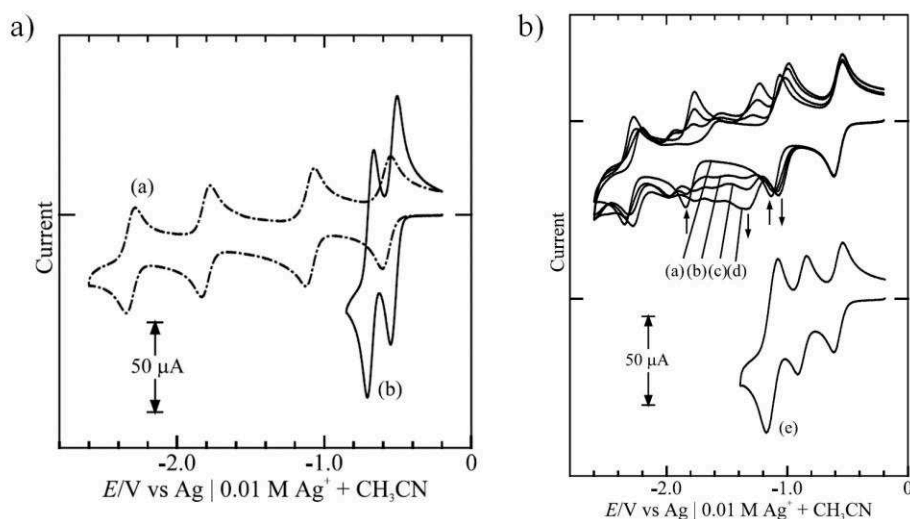 a)
(a)
(b)
50 μA
Current
-2.0 -1.0 0
E/V vs Ag | 0.01 M Ag⁺ + CH₃CN
b)
(a) (b) (c) (d)
(e)
50 μA
Current
-2.0 -1.0 0
E/V vs Ag | 0.01 M Ag⁺ + CH₃CN